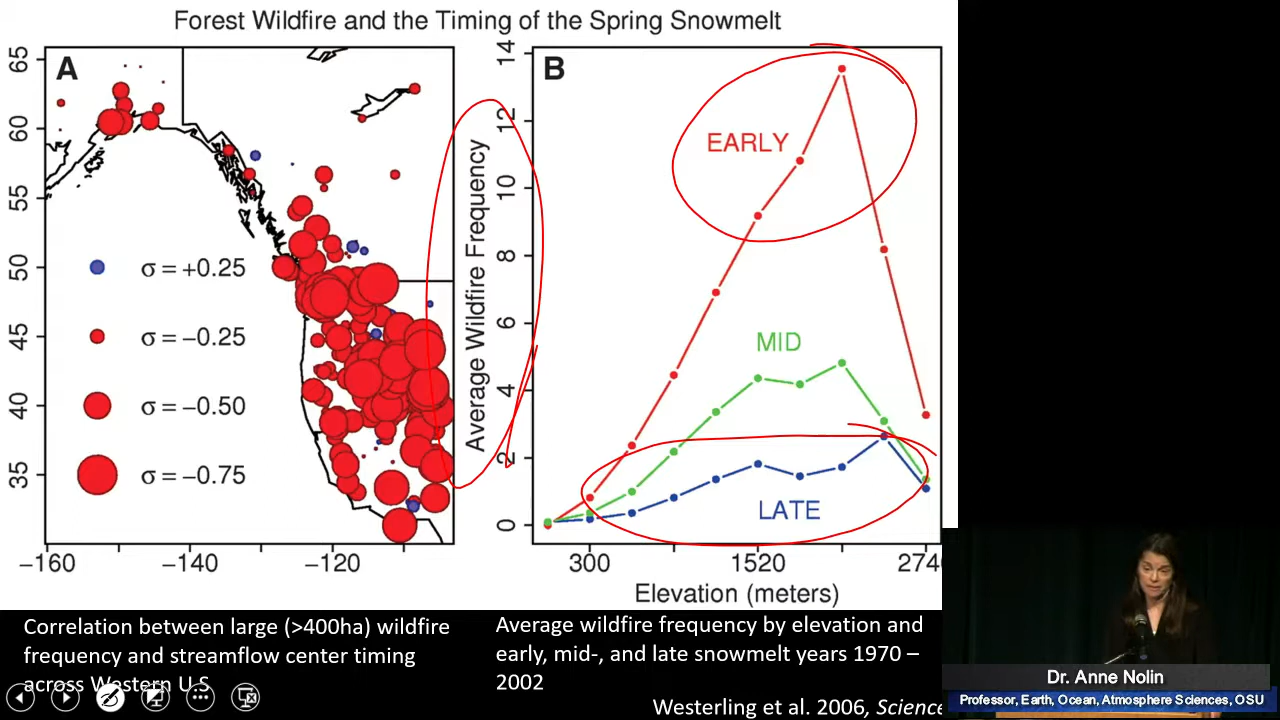 Forest Wildfire and the Timing of the Spring Snowmelt
A
65
60
55
50
45
40
35
σ = +0.25
σ = −0.25
σ = −0.50
σ = −0.75
−160
−140
−120
B
Average Wildfire Frequency
14
12
10
8
6
4
2
0
EARLY
MID
LATE
300
1520
2740
Elevation (meters)
Correlation between large (>400ha) wildfire
frequency and streamflow center timing
across Western U.S
Average wildfire frequency by elevation and
early, mid-, and late snowmelt years 1970 –
2002
Westerling et al. 2006, Science
Dr. Anne Nolin
Professor, Earth, Ocean, Atmosphere Sciences, OSU